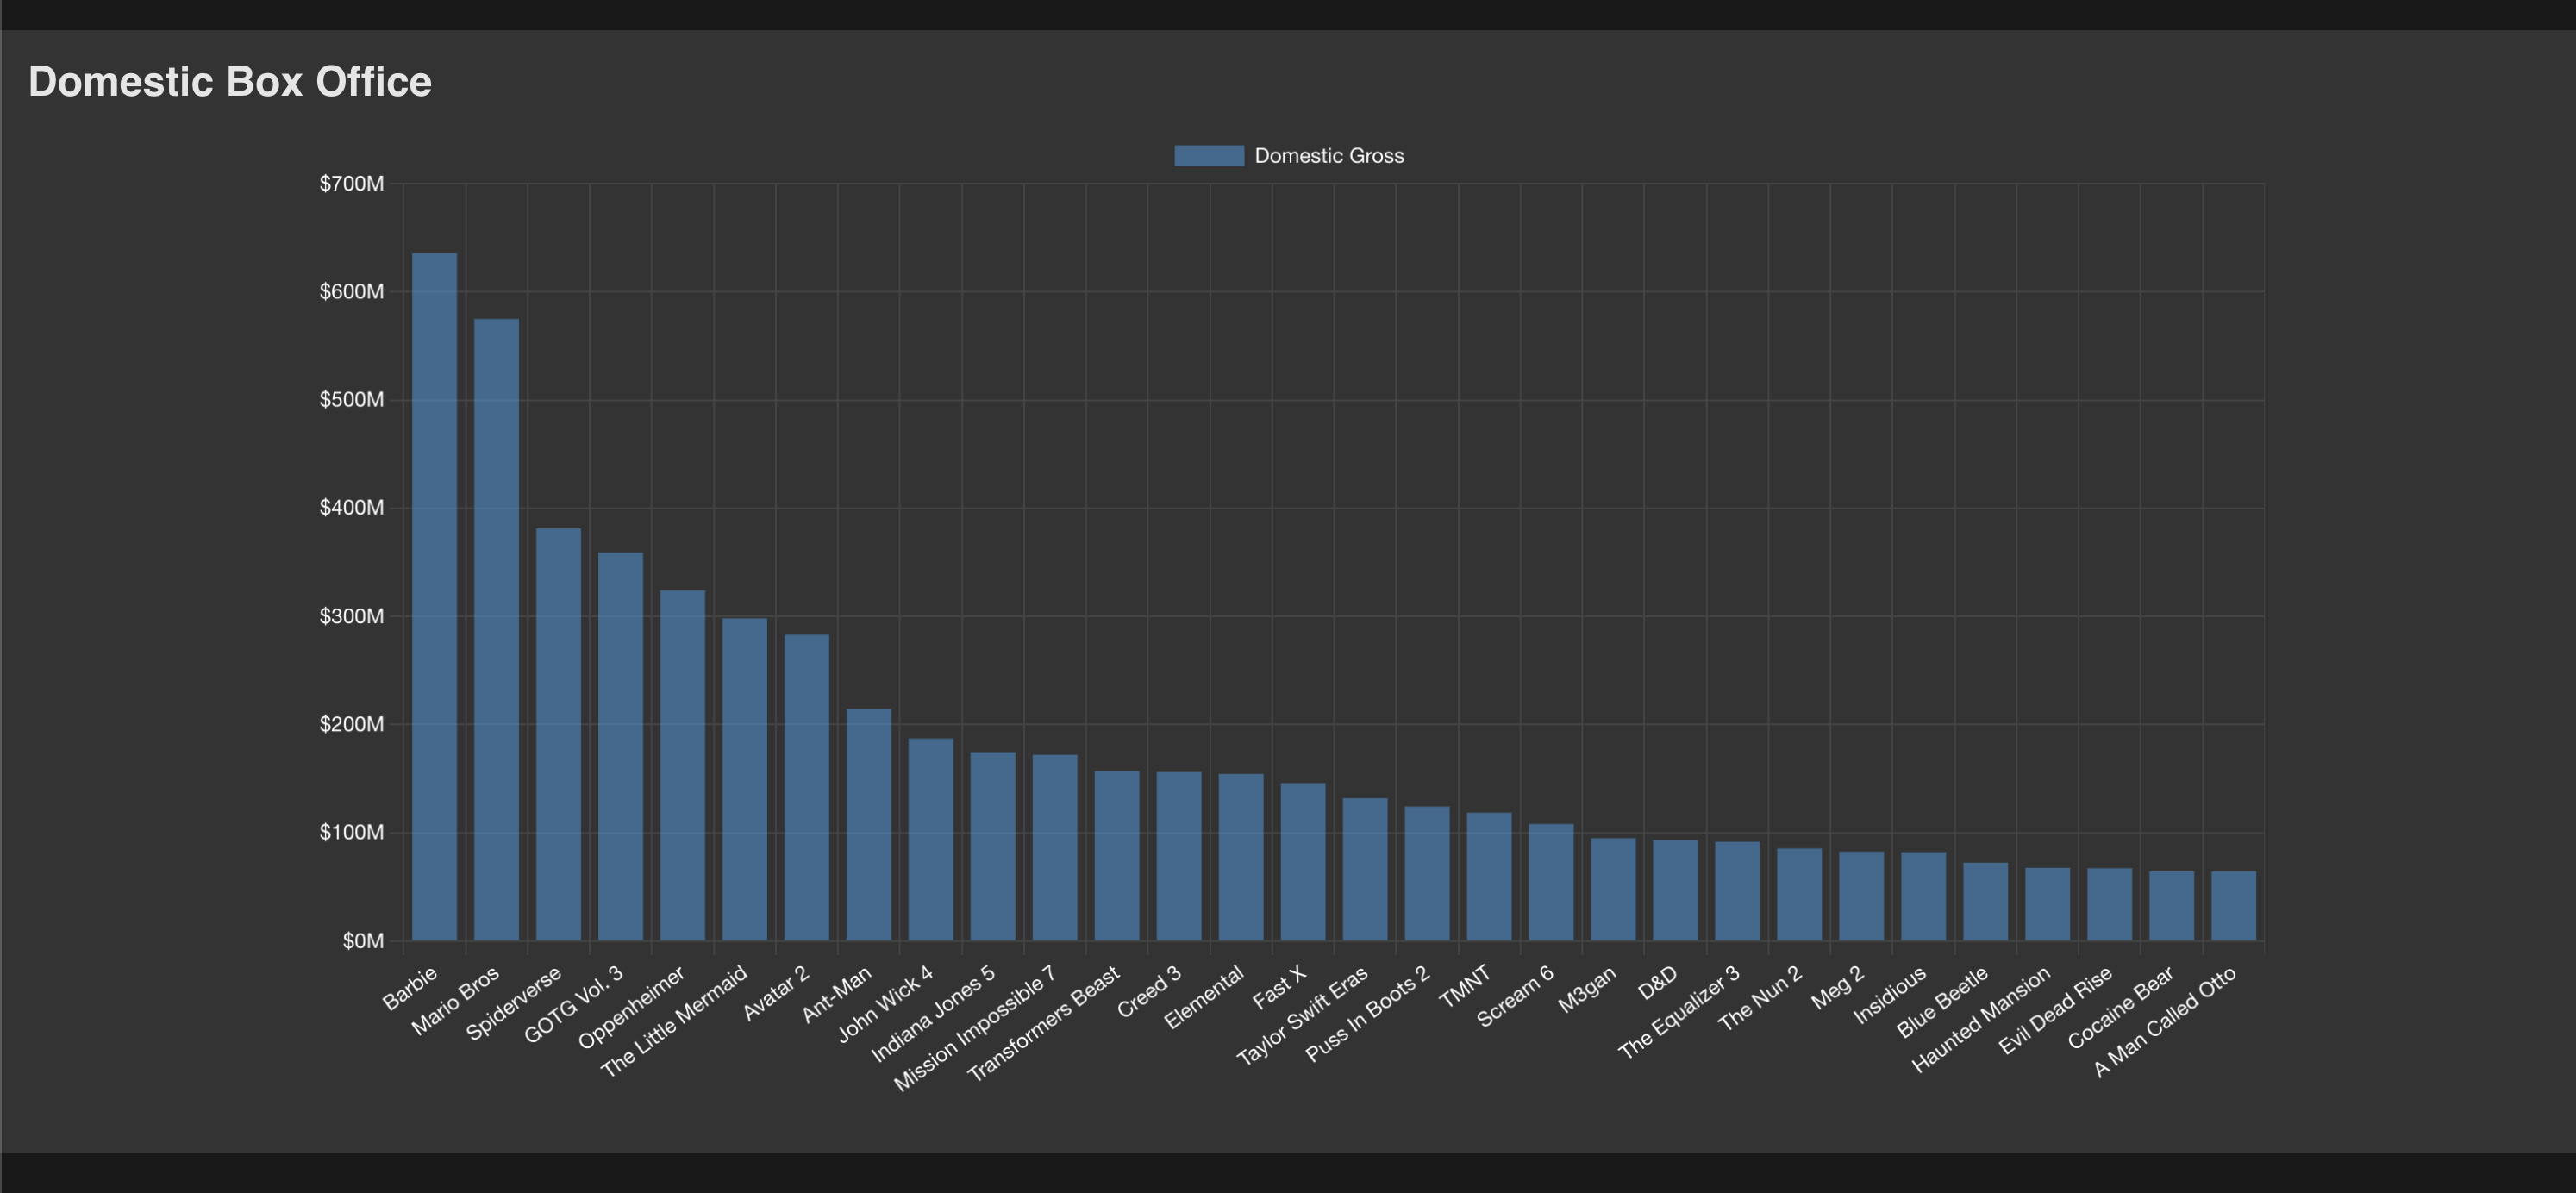 Domestic Box Office
Domestic Gross
$700M
$600M
$500M
$400M
$300M
$200M
$100M
$0M
Barbie
Mario Bros
Spiderverse
GOTG Vol. 3
Oppenheimer
The Little Mermaid
Avatar 2
Ant-Man
John Wick 4
Indiana Jones 5
Mission Impossible 7
Transformers Beast
Creed 3
Elemental
Fast X
Taylor Swift Eras
Puss In Boots 2
TMNT
Scream 6
M3gan
D&D
The Equalizer 3
The Nun 2
Meg 2
Insidious
Blue Beetle
Haunted Mansion
Evil Dead Rise
Cocaine Bear
A Man Called Otto